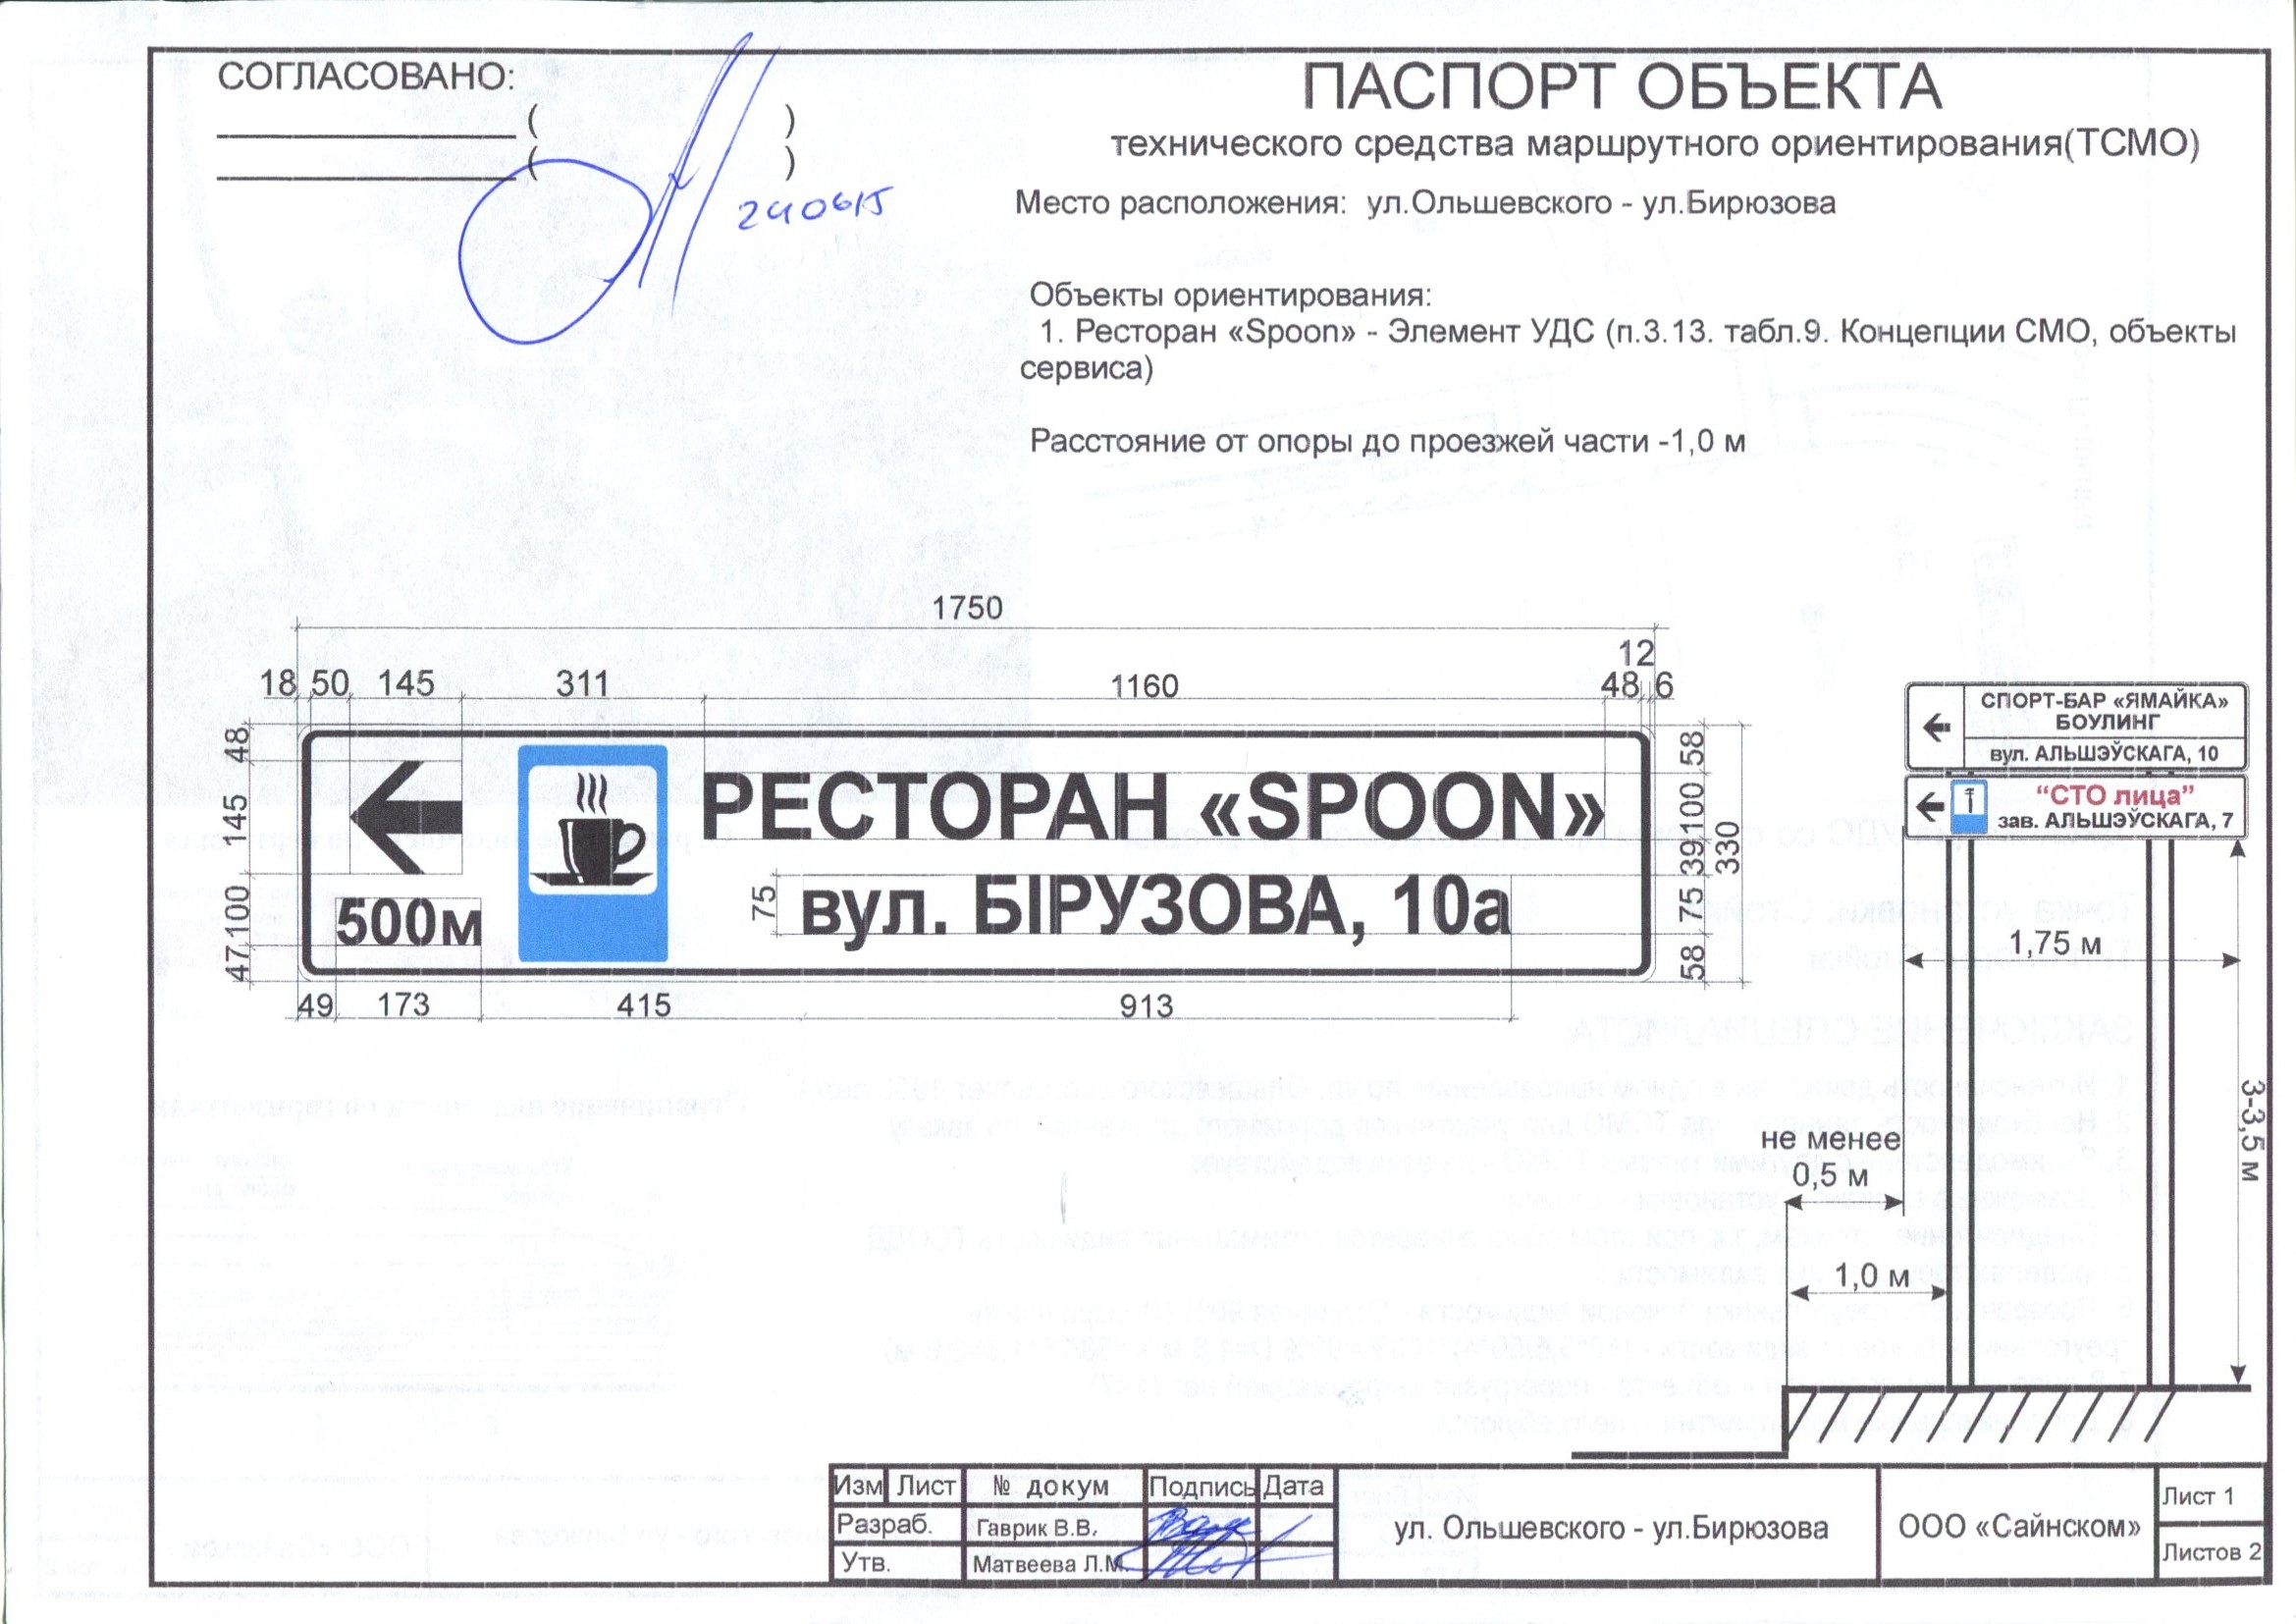 СОГЛАСОВАНО:
( )
( )
240615
ПАСПОРТ ОБЪЕКТА
технического средства маршрутного ориентирования(ТСМО)
Место расположения: ул.Ольшевского - ул.Бирюзова
Объекты ориентирования:
1. Ресторан «Spoon» - Элемент УДС (п.3.13. табл.9. Концепции СМО, объекты
сервиса)
Расстояние от опоры до проезжей части -1,0 м
1750
12
18 50 145 311 1160 48 6
48
145
100
47
РЕСТОРАН «SPOON»
500м
75
вул. БІРУЗОВА, 10а
58
100
39
75
58
330
49 173 415 913
СПОРТ-БАР «ЯМАЙКА»
БОУЛИНГ
вул. АЛЬШЭЎСКАГА, 10
“СТО лица”
зав. АЛЬШЭЎСКАГА, 7
1,75 м
3-3,5 м
не менее
0,5 м
1,0 м
Изм Лист № докум Подпись Дата
Разраб. Гаврик В.В.
Утв. Матвеева Л.М.
ул. Ольшевского - ул.Бирюзова
ООО «Сайнском»
Лист 1
Листов 2